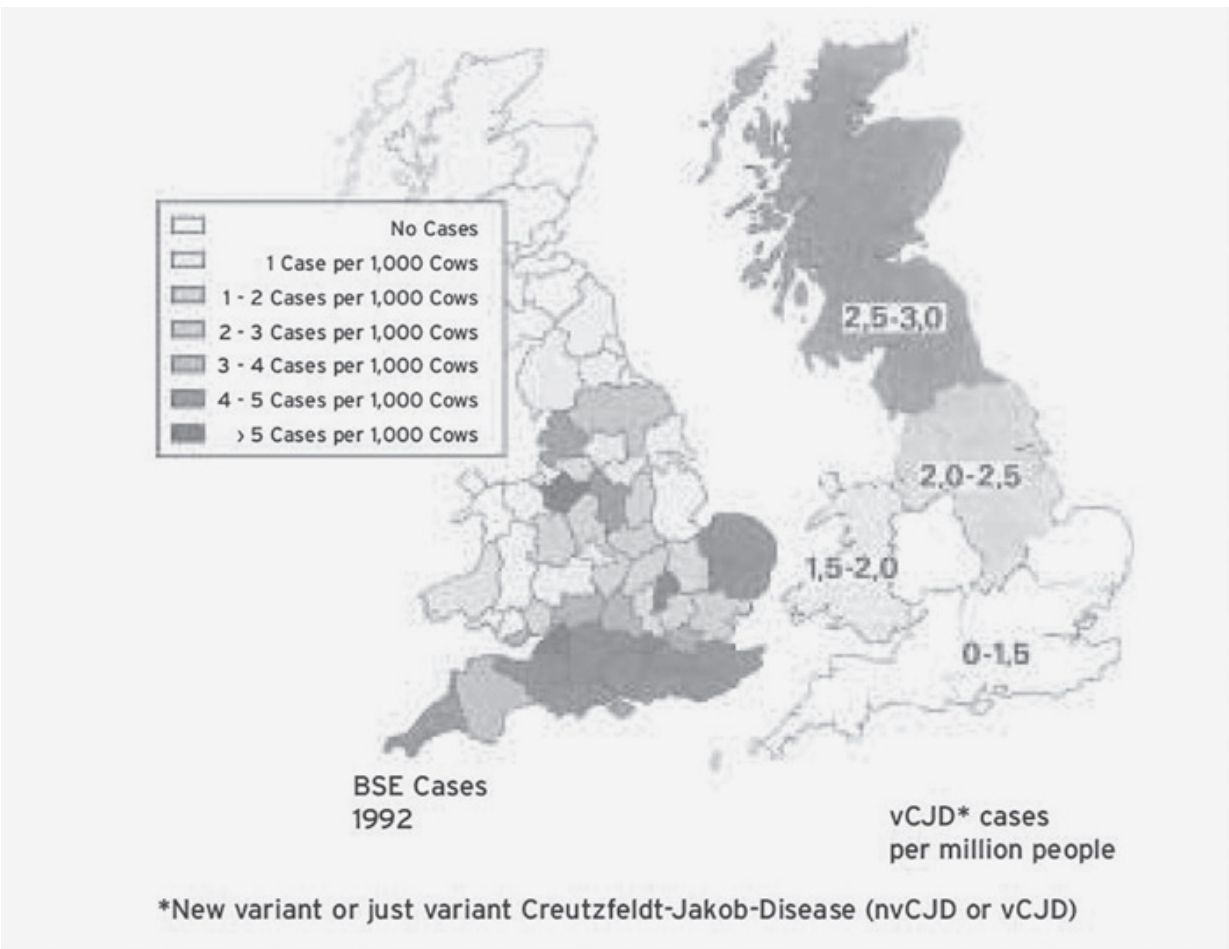 No Cases
1 Case per 1,000 Cows
1 - 2 Cases per 1,000 Cows
2 - 3 Cases per 1,000 Cows
3 - 4 Cases per 1,000 Cows
4 - 5 Cases per 1,000 Cows
> 5 Cases per 1,000 Cows
2,5-3,0
2,0-2,5
1,5-2,0
0-1,5
BSE Cases
1992
vCJD* cases
per million people
*New variant or just variant Creutzfeldt-Jakob-Disease (nvCJD or vCJD)